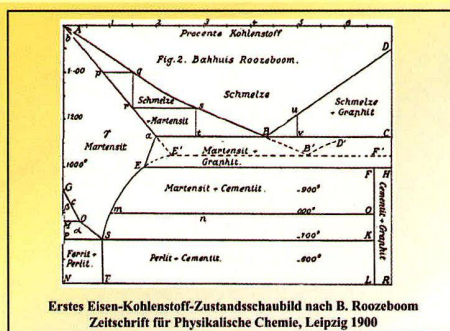 1 2 3 4 5 6
Procente Kohlenstoff
A
D
Fig. 2. Bakhuis Roozeboom.
p q
Schmelze
Schmelze
r s
u
Schmelze
+ Graphit
+ Martensit
1200
a t B v C
γ
Martensit
E' Martensit + B' D'
Graphit. F'
1000°
E F H
G
Martensit + Cementit. -900°
m n O
O
M
α
P S -700° K
Ferrit +
Perlit.
Perlit + Cementit. -600°
N T L R
Cementit + Graphit
Erstes Eisen-Kohlenstoff-Zustandsschaubild nach B. Roozeboom
Zeitschrift für Physikalische Chemie, Leipzig 1900